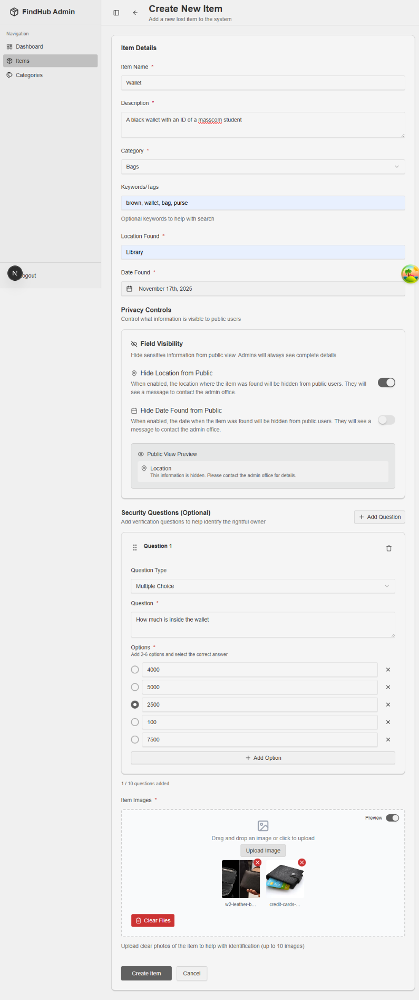 FindHub Admin
Navigation
Dashboard
Items
Categories
N
ogout
Create New Item
Add a new lost item to the system
Item Details
Item Name *
Wallet
Description *
A black wallet with an ID of a masscom student
Category *
Bags
Keywords/Tags
brown, wallet, bag, purse
Optional keywords to help with search
Location Found *
Library
Date Found *
November 17th, 2025
Privacy Controls
Control what information is visible to public users
Field Visibility
Hide sensitive information from public view. Admins will always see complete details.
Hide Location from Public
When enabled, the location where the item was found will be hidden from public users. They will
see a message to contact the admin office.
Hide Date Found from Public
When enabled, the date when the item was found will be hidden from public users. They will see a
message to contact the admin office.
Public View Preview
Location
This information is hidden. Please contact the admin office for details.
Security Questions (Optional)
Add verification questions to help identify the rightful owner
Add Question
Question 1
Question Type
Multiple Choice
Question *
How much is inside the wallet
Options *
Add 2-6 options and select the correct answer
4000
5000
2500
100
7500
Add Option
1 / 10 questions added
Item Images *
Preview
Drag and drop an image or click to upload
Upload Image
w2-leather-b...
credit-cards-...
Clear Files
Upload clear photos of the item to help with identification (up to 10 images)
Create Item
Cancel